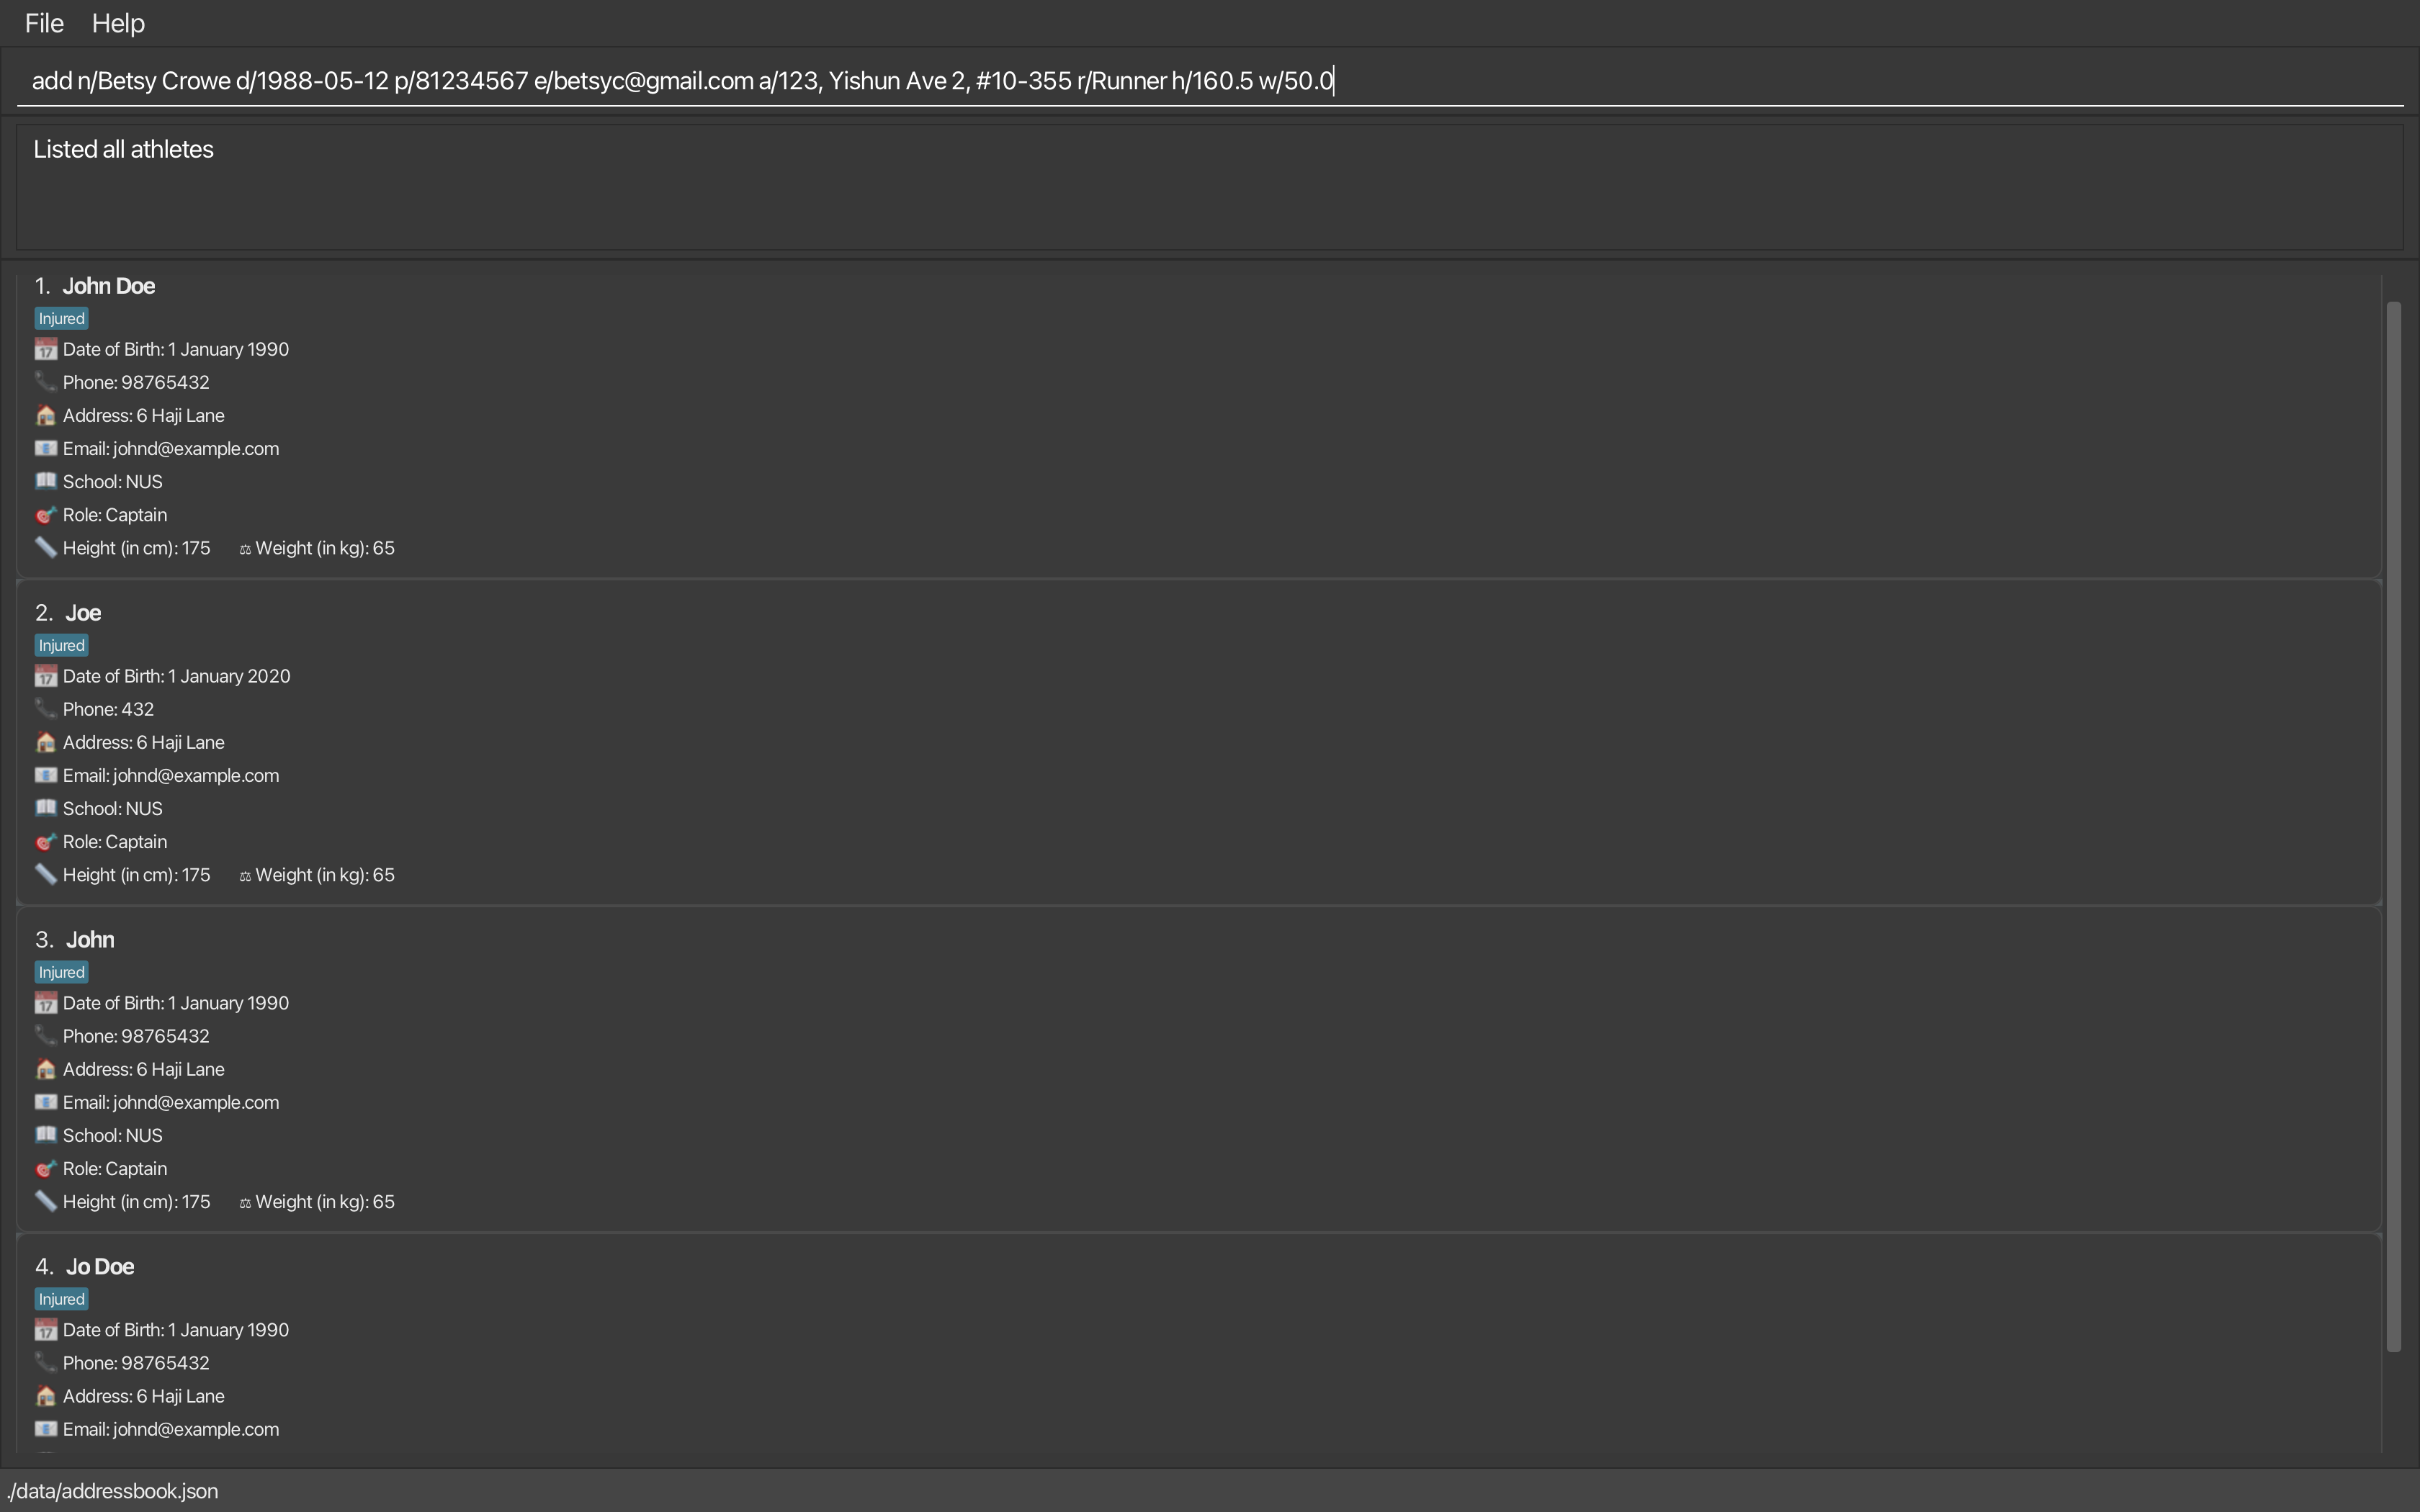 File Help
add n/Betsy Crowe d/1988-05-12 p/81234567 e/betsyc@gmail.com a/123, Yishun Ave 2, #10-355 r/Runner h/160.5 w/50.0
Listed all athletes
1. John Doe
Injured
17 Date of Birth: 1 January 1990
Phone: 98765432
Address: 6 Haji Lane
Email: johnd@example.com
School: NUS
Role: Captain
Height (in cm): 175 Weight (in kg): 65
2. Joe
Injured
17 Date of Birth: 1 January 2020
Phone: 432
Address: 6 Haji Lane
Email: johnd@example.com
School: NUS
Role: Captain
Height (in cm): 175 Weight (in kg): 65
3. John
Injured
17 Date of Birth: 1 January 1990
Phone: 98765432
Address: 6 Haji Lane
Email: johnd@example.com
School: NUS
Role: Captain
Height (in cm): 175 Weight (in kg): 65
4. Jo Doe
Injured
17 Date of Birth: 1 January 1990
Phone: 98765432
Address: 6 Haji Lane
Email: johnd@example.com
./data/addressbook.json